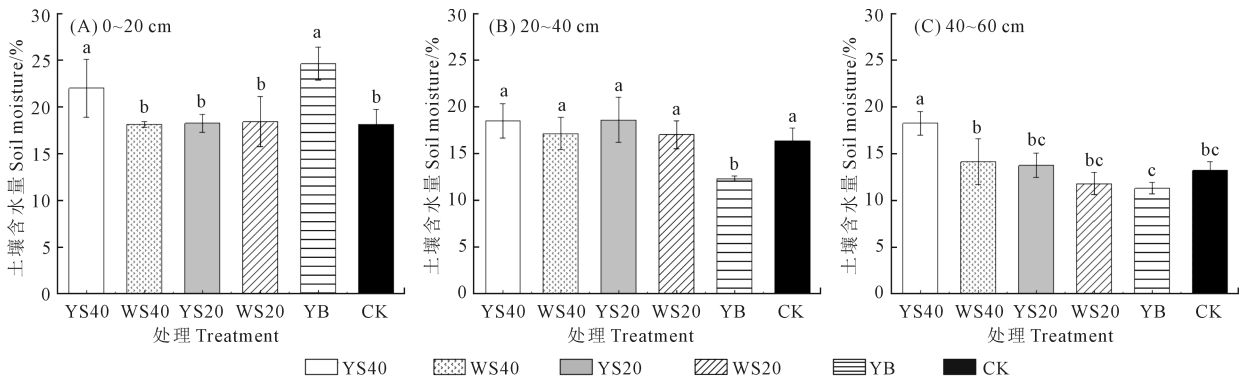 (A) 0~20 cm
土壤含水量 Soil moisture/%
30
25
20
15
10
5
0
a
b
b
b
a
b
YS40 WS40 YS20 WS20 YB CK
处理 Treatment
(B) 20~40 cm
土壤含水量 Soil moisture/%
30
25
20
15
10
5
0
a
a
a
a
b
a
YS40 WS40 YS20 WS20 YB CK
处理 Treatment
(C) 40~60 cm
土壤含水量 Soil moisture/%
30
25
20
15
10
5
0
a
b
bc
bc
c
bc
YS40 WS40 YS20 WS20 YB CK
处理 Treatment
YS40 WS40 YS20 WS20 YB CK